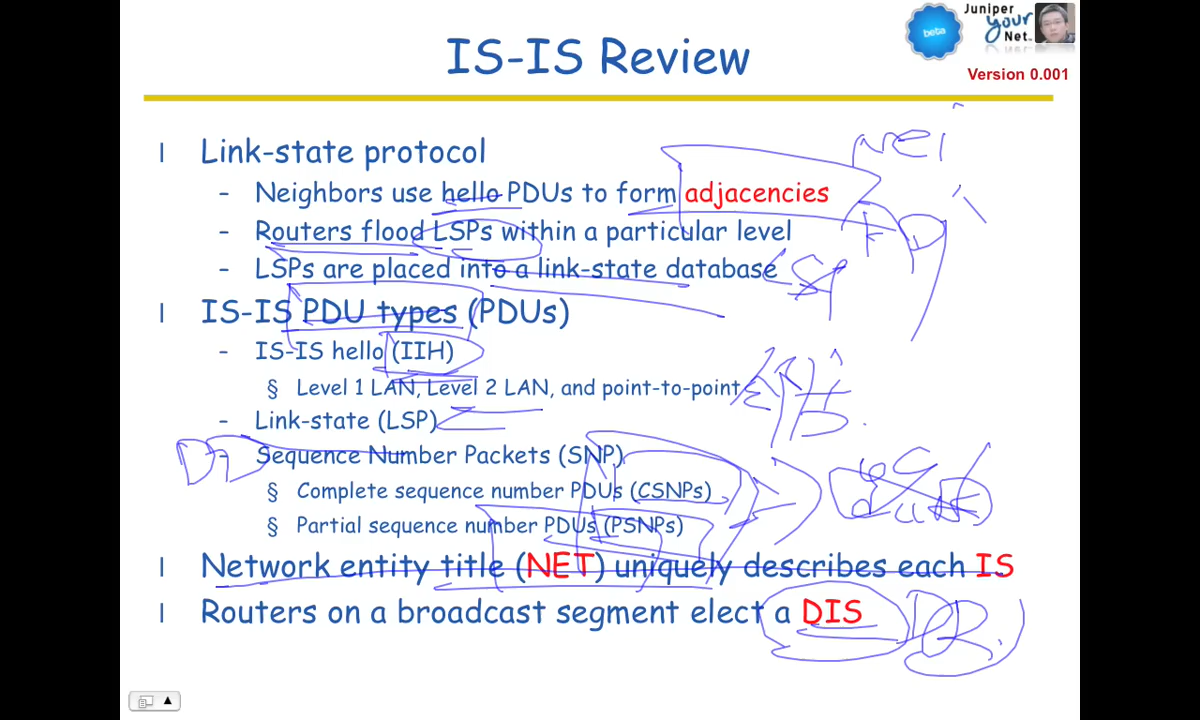 Juniper
your
Net
beta
Version 0.001
IS-IS Review
l Link-state protocol
- Neighbors use hello PDUs to form adjacencies
- Routers flood LSPs within a particular level
- LSPs are placed into a link-state database
l IS-IS PDU types (PDUs)
- IS-IS hello (IIH)
§ Level 1 LAN, Level 2 LAN, and point-to-point
- Link-state (LSP)
- Sequence Number Packets (SNP)
§ Complete sequence number PDUs (CSNPs)
§ Partial sequence number PDUs (PSNPs)
l Network entity title (NET) uniquely describes each IS
l Routers on a broadcast segment elect a DIS
DR